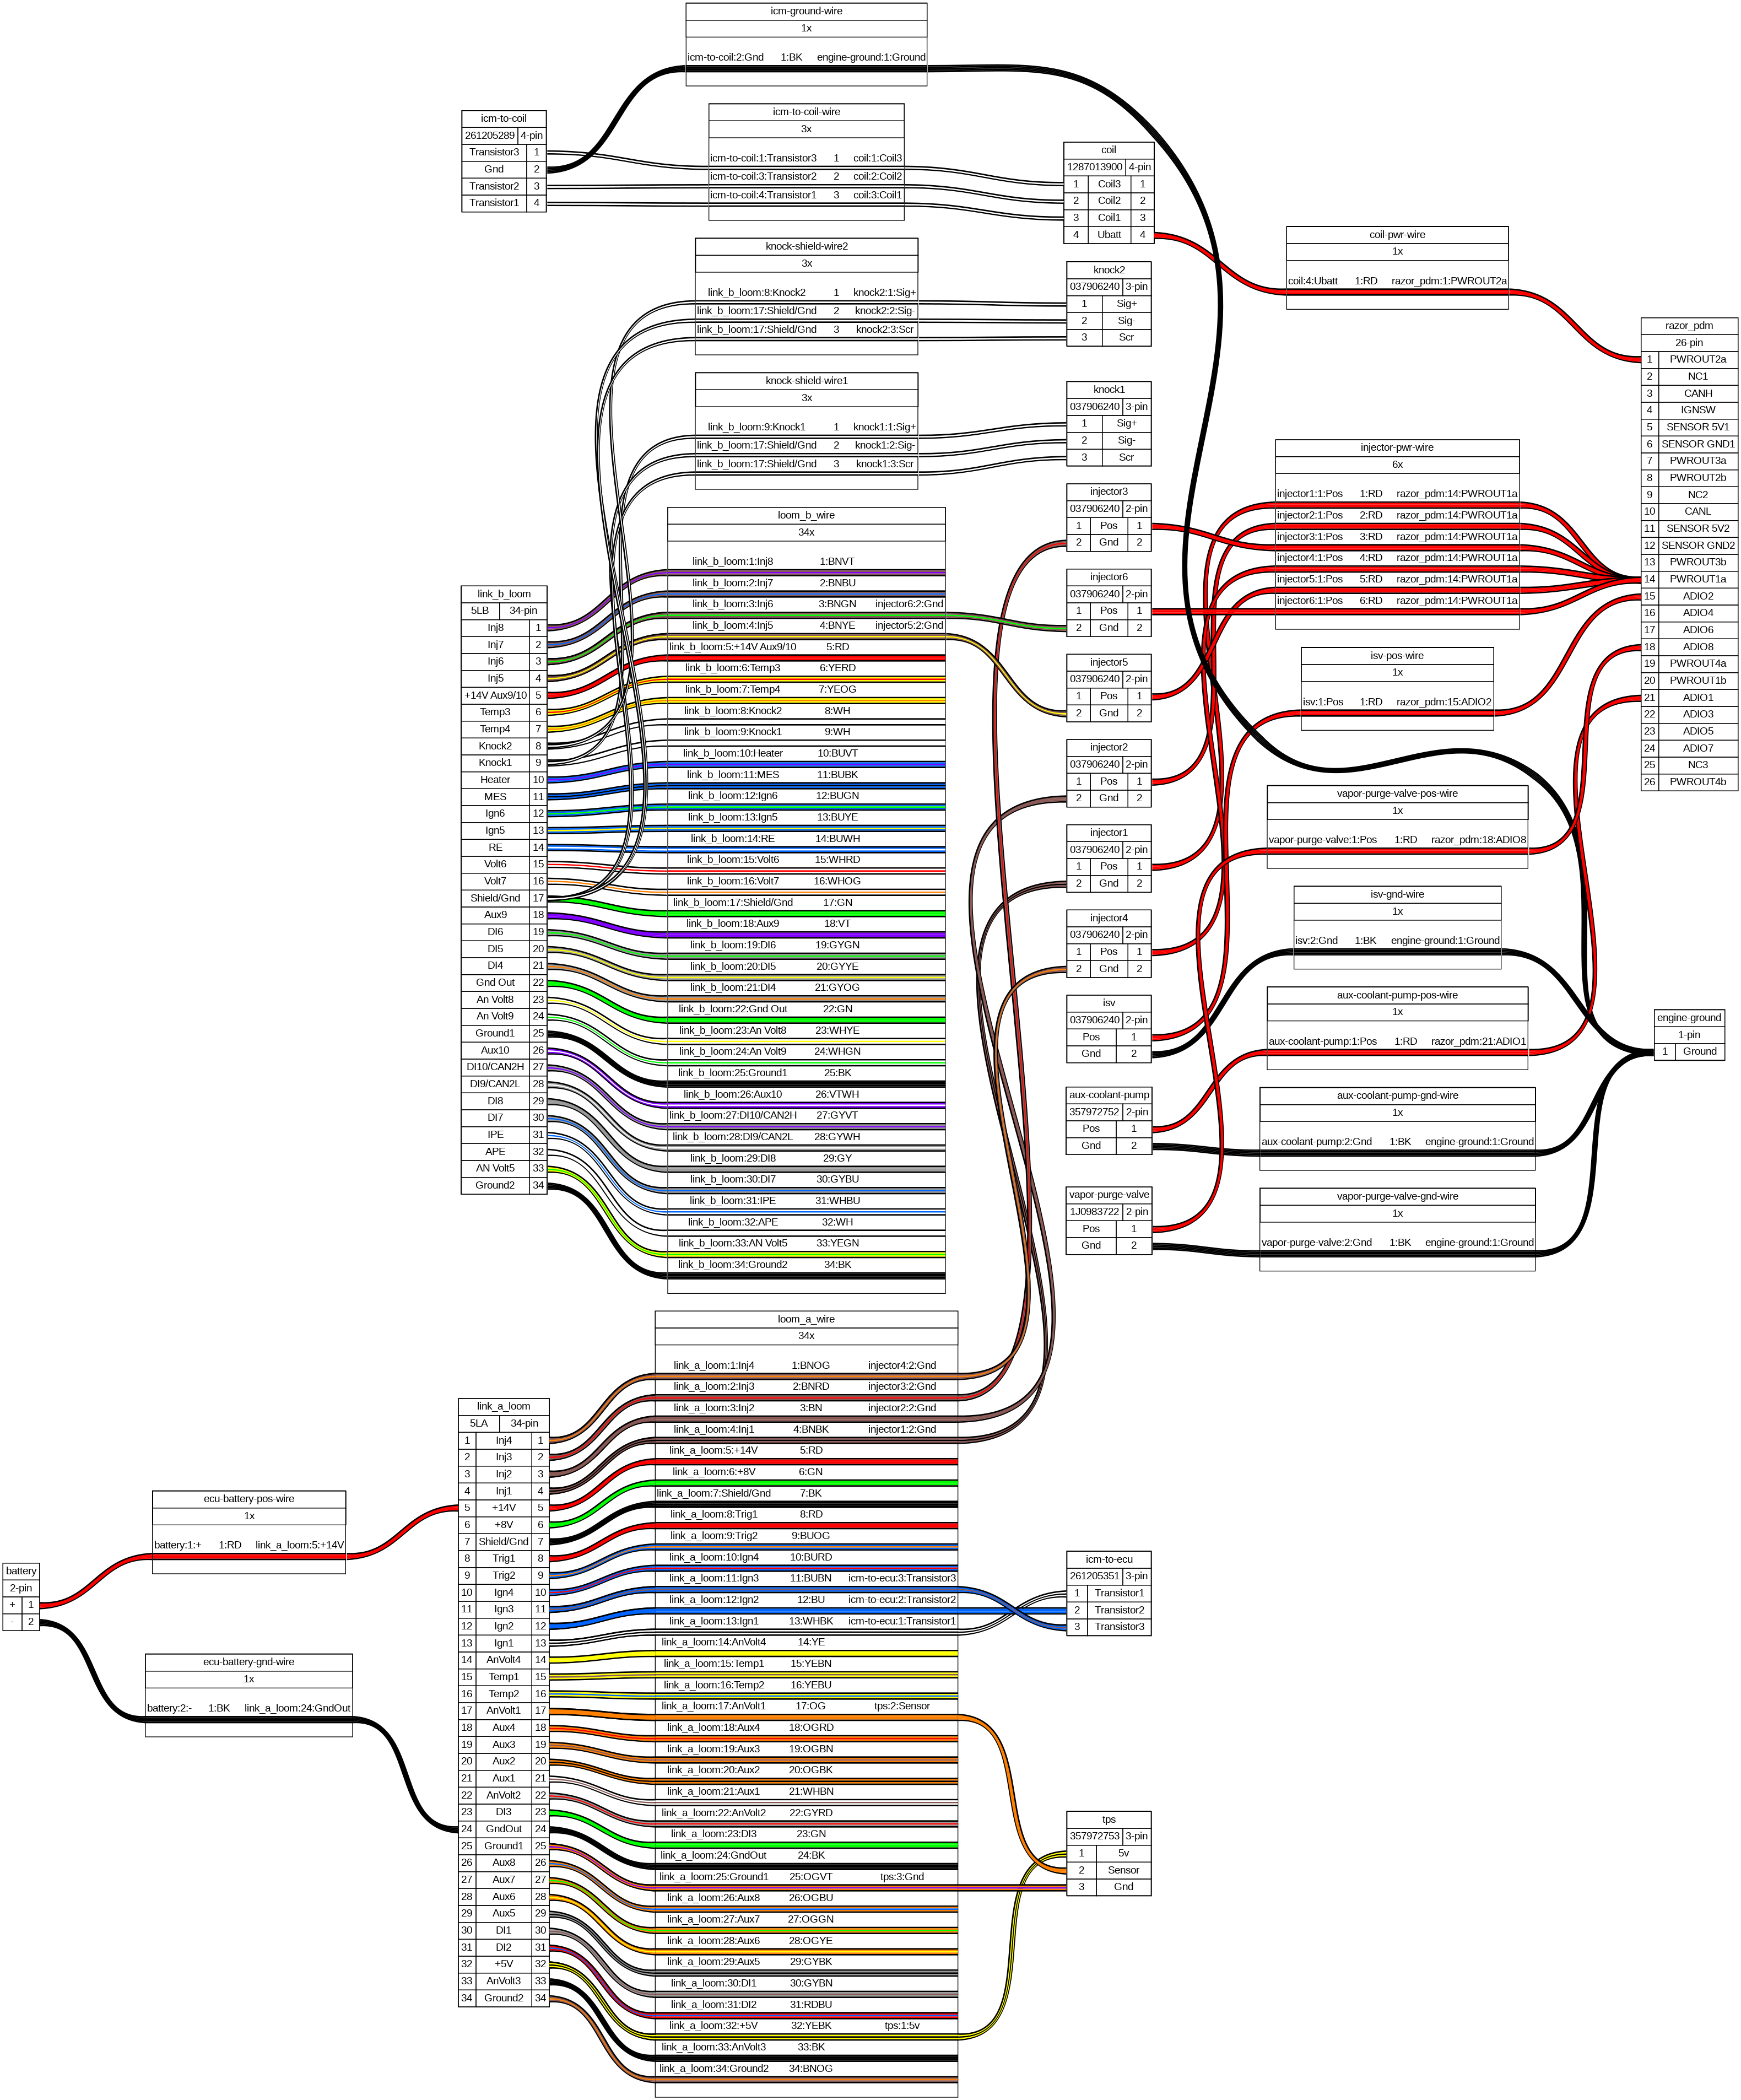 icm-ground-wire
1x
icm-to-coil:2:Gnd 1:BK engine-ground:1:Ground
icm-to-coil
261205289 4-pin
Transistor3 1
Gnd 2
Transistor2 3
Transistor1 4
icm-to-coil-wire
3x
icm-to-coil:1:Transistor3 1 coil:1:Coil3
icm-to-coil:3:Transistor2 2 coil:2:Coil2
icm-to-coil:4:Transistor1 3 coil:3:Coil1
coil
1287013900 4-pin
1 Coil3 1
2 Coil2 2
3 Coil1 3
4 Ubatt 4
coil-pwr-wire
1x
coil:4:Ubatt 1:RD razor_pdm:1:PWROUT2a
knock-shield-wire2
3x
link_b_loom:8:Knock2 1 knock2:1:Sig+
link_b_loom:17:Shield/Gnd 2 knock2:2:Sig-
link_b_loom:17:Shield/Gnd 3 knock2:3:Scr
knock2
037906240 3-pin
1 Sig+
2 Sig-
3 Scr
razor_pdm
26-pin
1 PWROUT2a
2 NC1
3 CANH
4 IGNSW
5 SENSOR 5V1
6 SENSOR GND1
7 PWROUT3a
8 PWROUT2b
9 NC2
10 CANL
11 SENSOR 5V2
12 SENSOR GND2
13 PWROUT3b
14 PWROUT1a
15 ADIO2
16 ADIO4
17 ADIO6
18 ADIO8
19 PWROUT4a
20 PWROUT1b
21 ADIO1
22 ADIO3
23 ADIO5
24 ADIO7
25 NC3
26 PWROUT4b
knock-shield-wire1
3x
link_b_loom:9:Knock1 1 knock1:1:Sig+
link_b_loom:17:Shield/Gnd 2 knock1:2:Sig-
link_b_loom:17:Shield/Gnd 3 knock1:3:Scr
knock1
037906240 3-pin
1 Sig+
2 Sig-
3 Scr
injector-pwr-wire
6x
injector1:1:Pos 1:RD razor_pdm:14:PWROUT1a
injector2:1:Pos 2:RD razor_pdm:14:PWROUT1a
injector3:1:Pos 3:RD razor_pdm:14:PWROUT1a
injector4:1:Pos 4:RD razor_pdm:14:PWROUT1a
injector5:1:Pos 5:RD razor_pdm:14:PWROUT1a
injector6:1:Pos 6:RD razor_pdm:14:PWROUT1a
injector3
037906240 2-pin
1 Pos 1
2 Gnd 2
injector6
037906240 2-pin
1 Pos 1
2 Gnd 2
injector5
037906240 2-pin
1 Pos 1
2 Gnd 2
injector2
037906240 2-pin
1 Pos 1
2 Gnd 2
injector1
037906240 2-pin
1 Pos 1
2 Gnd 2
injector4
037906240 2-pin
1 Pos 1
2 Gnd 2
isv
037906240 2-pin
Pos 1
Gnd 2
aux-coolant-pump
357972752 2-pin
Pos 1
Gnd 2
vapor-purge-valve
1J0983722 2-pin
Pos 1
Gnd 2
isv-pos-wire
1x
isv:1:Pos 1:RD razor_pdm:15:ADIO2
vapor-purge-valve-pos-wire
1x
vapor-purge-valve:1:Pos 1:RD razor_pdm:18:ADIO8
isv-gnd-wire
1x
isv:2:Gnd 1:BK engine-ground:1:Ground
aux-coolant-pump-pos-wire
1x
aux-coolant-pump:1:Pos 1:RD razor_pdm:21:ADIO1
aux-coolant-pump-gnd-wire
1x
aux-coolant-pump:2:Gnd 1:BK engine-ground:1:Ground
vapor-purge-valve-gnd-wire
1x
vapor-purge-valve:2:Gnd 1:BK engine-ground:1:Ground
engine-ground
1-pin
1 Ground
link_b_loom
5LB 34-pin
Inj8 1
Inj7 2
Inj6 3
Inj5 4
+14V Aux9/10 5
Temp3 6
Temp4 7
Knock2 8
Knock1 9
Heater 10
MES 11
Ign6 12
Ign5 13
RE 14
Volt6 15
Volt7 16
Shield/Gnd 17
Aux9 18
DI6 19
DI5 20
DI4 21
Gnd Out 22
An Volt8 23
An Volt9 24
Ground1 25
Aux10 26
DI10/CAN2H 27
DI9/CAN2L 28
DI8 29
DI7 30
IPE 31
APE 32
AN Volt5 33
Ground2 34
loom_b_wire
34x
link_b_loom:1:Inj8 1:BNVT
link_b_loom:2:Inj7 2:BNBU
link_b_loom:3:Inj6 3:BNGN injector6:2:Gnd
link_b_loom:4:Inj5 4:BNYE injector5:2:Gnd
link_b_loom:5:+14V Aux9/10 5:RD
link_b_loom:6:Temp3 6:YERD
link_b_loom:7:Temp4 7:YEOG
link_b_loom:8:Knock2 8:WH
link_b_loom:9:Knock1 9:WH
link_b_loom:10:Heater 10:BUVT
link_b_loom:11:MES 11:BUBK
link_b_loom:12:Ign6 12:BUGN
link_b_loom:13:Ign5 13:BUYE
link_b_loom:14:RE 14:BUWH
link_b_loom:15:Volt6 15:WHRD
link_b_loom:16:Volt7 16:WHOG
link_b_loom:17:Shield/Gnd 17:GN
link_b_loom:18:Aux9 18:VT
link_b_loom:19:DI6 19:GYGN
link_b_loom:20:DI5 20:GYYE
link_b_loom:21:DI4 21:GYOG
link_b_loom:22:Gnd Out 22:GN
link_b_loom:23:An Volt8 23:WHYE
link_b_loom:24:An Volt9 24:WHGN
link_b_loom:25:Ground1 25:BK
link_b_loom:26:Aux10 26:VTWH
link_b_loom:27:DI10/CAN2H 27:GYVT
link_b_loom:28:DI9/CAN2L 28:GYWH
link_b_loom:29:DI8 29:GY
link_b_loom:30:DI7 30:GYBU
link_b_loom:31:IPE 31:WHBU
link_b_loom:32:APE 32:WH
link_b_loom:33:AN Volt5 33:YEGN
link_b_loom:34:Ground2 34:BK
battery
2-pin
+ 1
- 2
ecu-battery-pos-wire
1x
battery:1:+ 1:RD link_a_loom:5:+14V
ecu-battery-gnd-wire
1x
battery:2:- 1:BK link_a_loom:24:GndOut
link_a_loom
5LA 34-pin
1 Inj4 1
2 Inj3 2
3 Inj2 3
4 Inj1 4
5 +14V 5
6 +8V 6
7 Shield/Gnd 7
8 Trig1 8
9 Trig2 9
10 Ign4 10
11 Ign3 11
12 Ign2 12
13 Ign1 13
14 AnVolt4 14
15 Temp1 15
16 Temp2 16
17 AnVolt1 17
18 Aux4 18
19 Aux3 19
20 Aux2 20
21 Aux1 21
22 AnVolt2 22
23 DI3 23
24 GndOut 24
25 Ground1 25
26 Aux8 26
27 Aux7 27
28 Aux6 28
29 Aux5 29
30 DI1 30
31 DI2 31
32 +5V 32
33 AnVolt3 33
34 Ground2 34
loom_a_wire
34x
link_a_loom:1:Inj4 1:BNOG injector4:2:Gnd
link_a_loom:2:Inj3 2:BNRD injector3:2:Gnd
link_a_loom:3:Inj2 3:BN injector2:2:Gnd
link_a_loom:4:Inj1 4:BNBK injector1:2:Gnd
link_a_loom:5:+14V 5:RD
link_a_loom:6:+8V 6:GN
link_a_loom:7:Shield/Gnd 7:BK
link_a_loom:8:Trig1 8:RD
link_a_loom:9:Trig2 9:BUOG
link_a_loom:10:Ign4 10:BURD
link_a_loom:11:Ign3 11:BUBN icm-to-ecu:3:Transistor3
link_a_loom:12:Ign2 12:BU icm-to-ecu:2:Transistor2
link_a_loom:13:Ign1 13:WHBK icm-to-ecu:1:Transistor1
link_a_loom:14:AnVolt4 14:YE
link_a_loom:15:Temp1 15:YEBN
link_a_loom:16:Temp2 16:YEBU
link_a_loom:17:AnVolt1 17:OG tps:2:Sensor
link_a_loom:18:Aux4 18:OGRD
link_a_loom:19:Aux3 19:OGBN
link_a_loom:20:Aux2 20:OGBK
link_a_loom:21:Aux1 21:WHBN
link_a_loom:22:AnVolt2 22:GYRD
link_a_loom:23:DI3 23:GN
link_a_loom:24:GndOut 24:BK
link_a_loom:25:Ground1 25:OGVT tps:3:Gnd
link_a_loom:26:Aux8 26:OGBU
link_a_loom:27:Aux7 27:OGGN
link_a_loom:28:Aux6 28:OGYE
link_a_loom:29:Aux5 29:GYBK
link_a_loom:30:DI1 30:GYBN
link_a_loom:31:DI2 31:RDBU
link_a_loom:32:+5V 32:YEBK tps:1:5v
link_a_loom:33:AnVolt3 33:BK
link_a_loom:34:Ground2 34:BNOG
icm-to-ecu
261205351 3-pin
1 Transistor1
2 Transistor2
3 Transistor3
tps
357972753 3-pin
1 5v
2 Sensor
3 Gnd